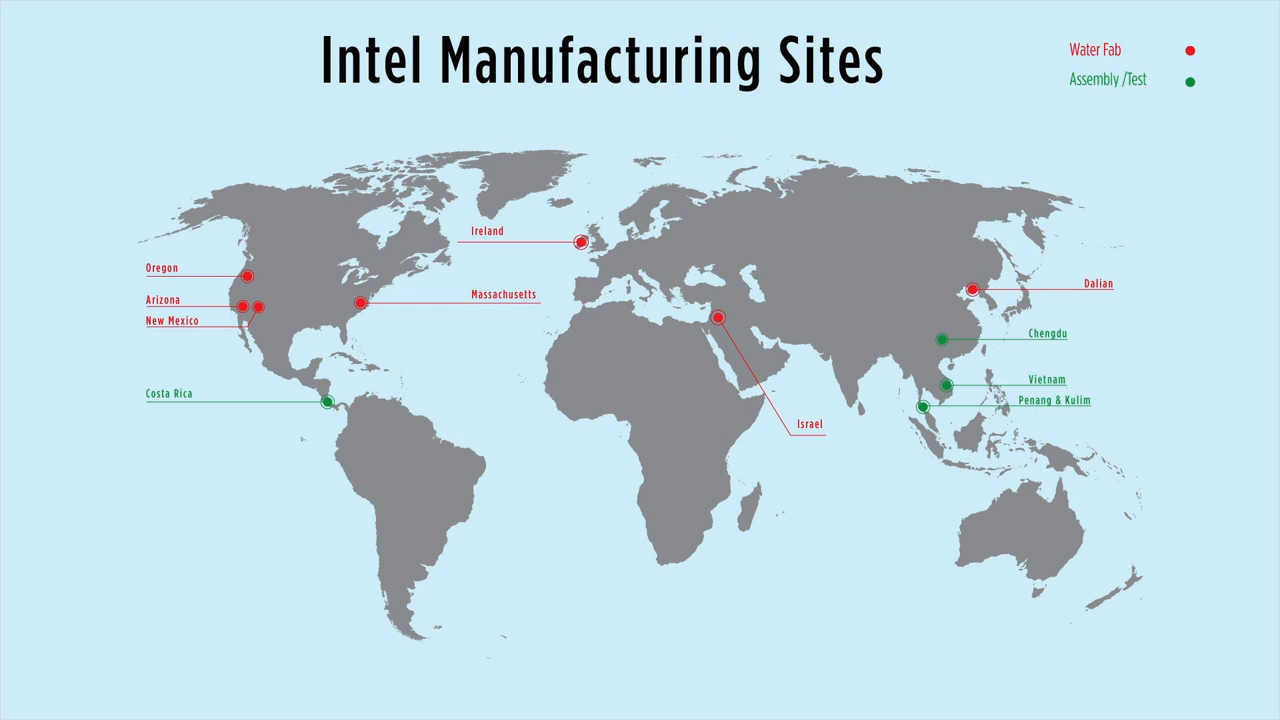 Intel Manufacturing Sites
Water Fab
Assembly /Test
Ireland
Oregon
Massachusetts
Arizona
New Mexico
Costa Rica
Dalian
Chengdu
Vietnam
Penang & Kulim
Israel